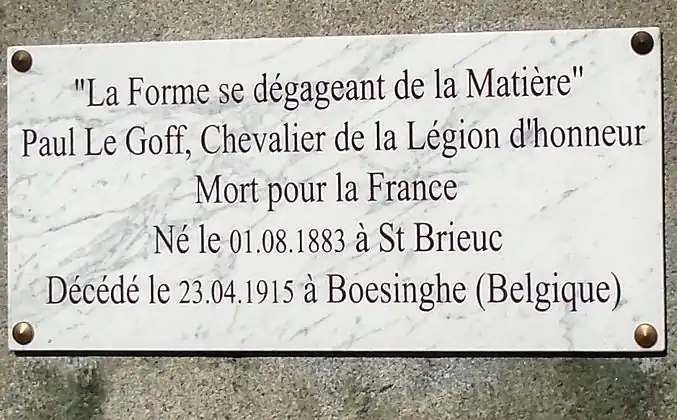 "La Forme se dégageant de la Matière"
Paul Le Goff, Chevalier de la Légion d'honneur
Mort pour la France
Né le 01.08.1883 à St Brieuc
Décédé le 23.04.1915 à Boesinghe (Belgique)